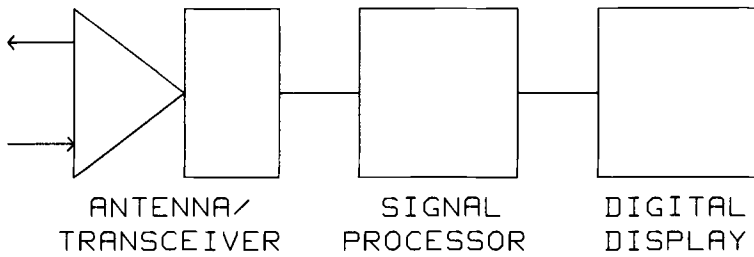 ANTENNA/
TRANSCEIVER
SIGNAL
PROCESSOR
DIGITAL
DISPLAY